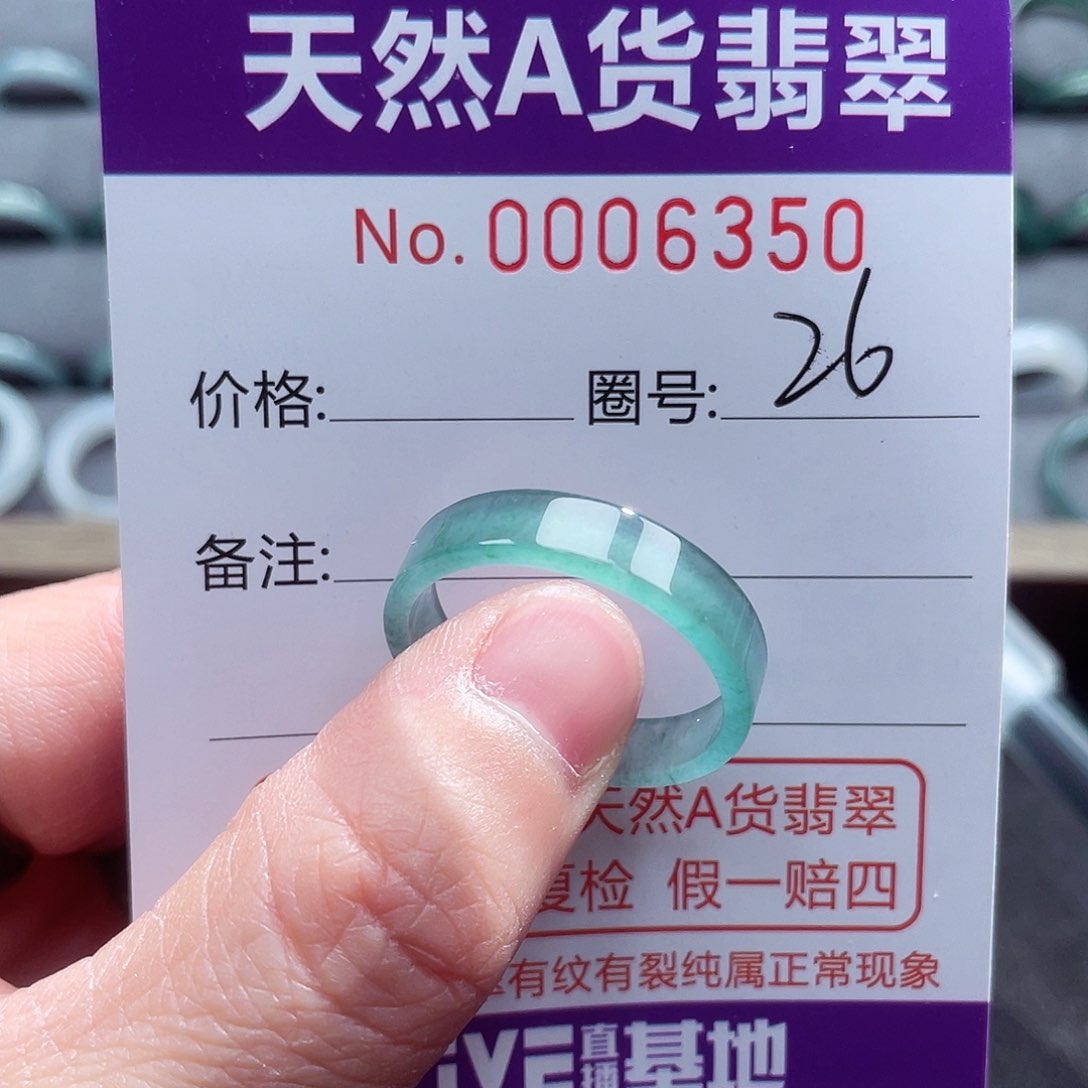 天然A货翡翠
No.0006350
价格: 圈号: 26
备注:
天然A货翡翠
复检 假一赔四
有纹有裂纯属正常现象
直播基地